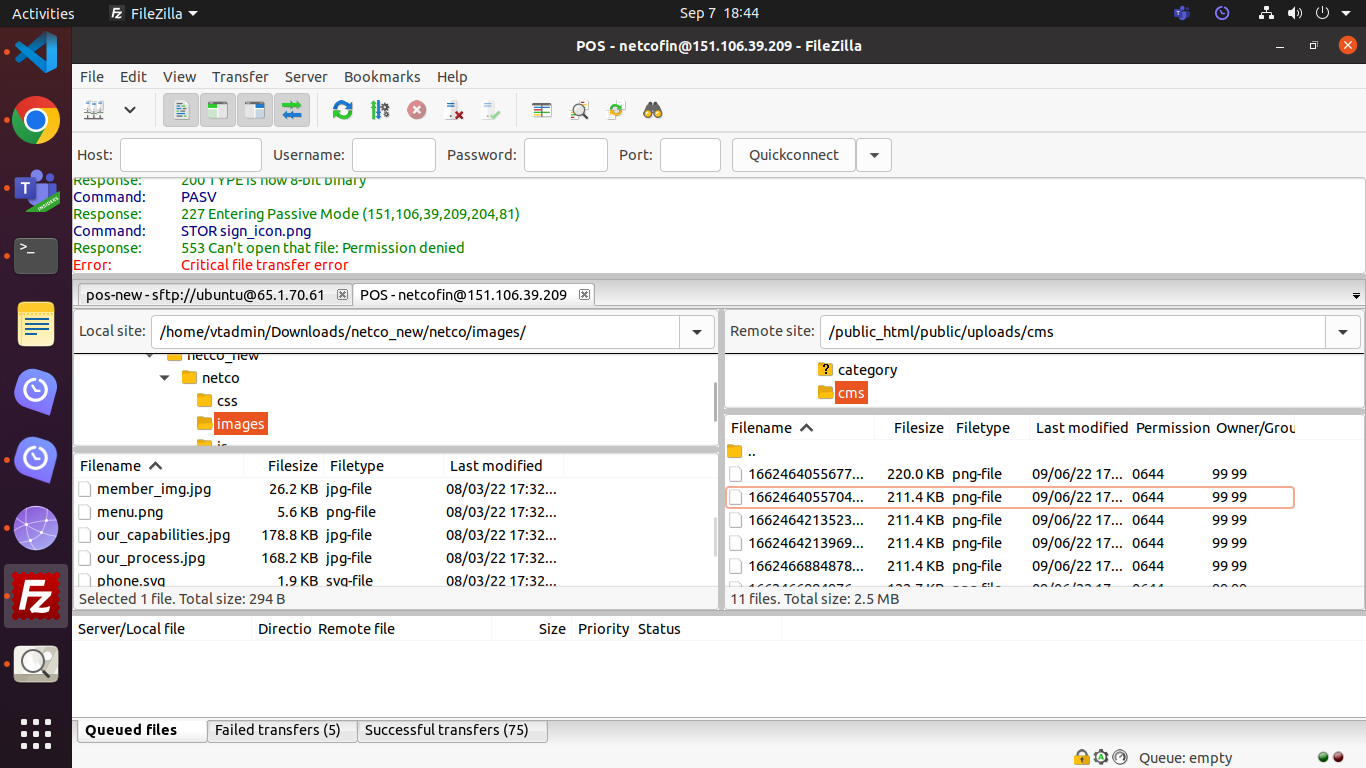 Activities FileZilla Sep 7 18:44
POS - netcofin@151.106.39.209 - FileZilla
File Edit View Transfer Server Bookmarks Help
Host: Username: Password: Port: Quickconnect
Response: 200 TYPE is now 8-bit binary
Command: PASV
Response: 227 Entering Passive Mode (151,106,39,209,204,81)
Command: STOR sign_icon.png
Response: 553 Can't open that file: Permission denied
Error: Critical file transfer error
pos-new - sftp://ubuntu@65.1.70.61 POS - netcofin@151.106.39.209
Local site: /home/vtadmin/Downloads/netco_new/netco/images/
netco_new
netco
css
images
Filename Filesize Filetype Last modified
member_img.jpg 26.2 KB jpg-file 08/03/22 17:32...
menu.png 5.6 KB png-file 08/03/22 17:32...
our_capabilities.jpg 178.8 KB jpg-file 08/03/22 17:32...
our_process.jpg 168.2 KB jpg-file 08/03/22 17:32...
phone.svg 1.9 KB svg-file 08/03/22 17:32...
Selected 1 file. Total size: 294 B
Remote site: /public_html/public/uploads/cms
? category
cms
Filename Filesize Filetype Last modified Permission Owner/Grou
..
1662464055677... 220.0 KB png-file 09/06/22 17... 0644 99 99
1662464055704... 211.4 KB png-file 09/06/22 17... 0644 99 99
1662464213523... 211.4 KB png-file 09/06/22 17... 0644 99 99
1662464213969... 211.4 KB png-file 09/06/22 17... 0644 99 99
1662466884878... 211.4 KB png-file 09/06/22 17... 0644 99 99
11 files. Total size: 2.5 MB
Server/Local file Directio Remote file Size Priority Status
Queued files Failed transfers (5) Successful transfers (75)
Queue: empty